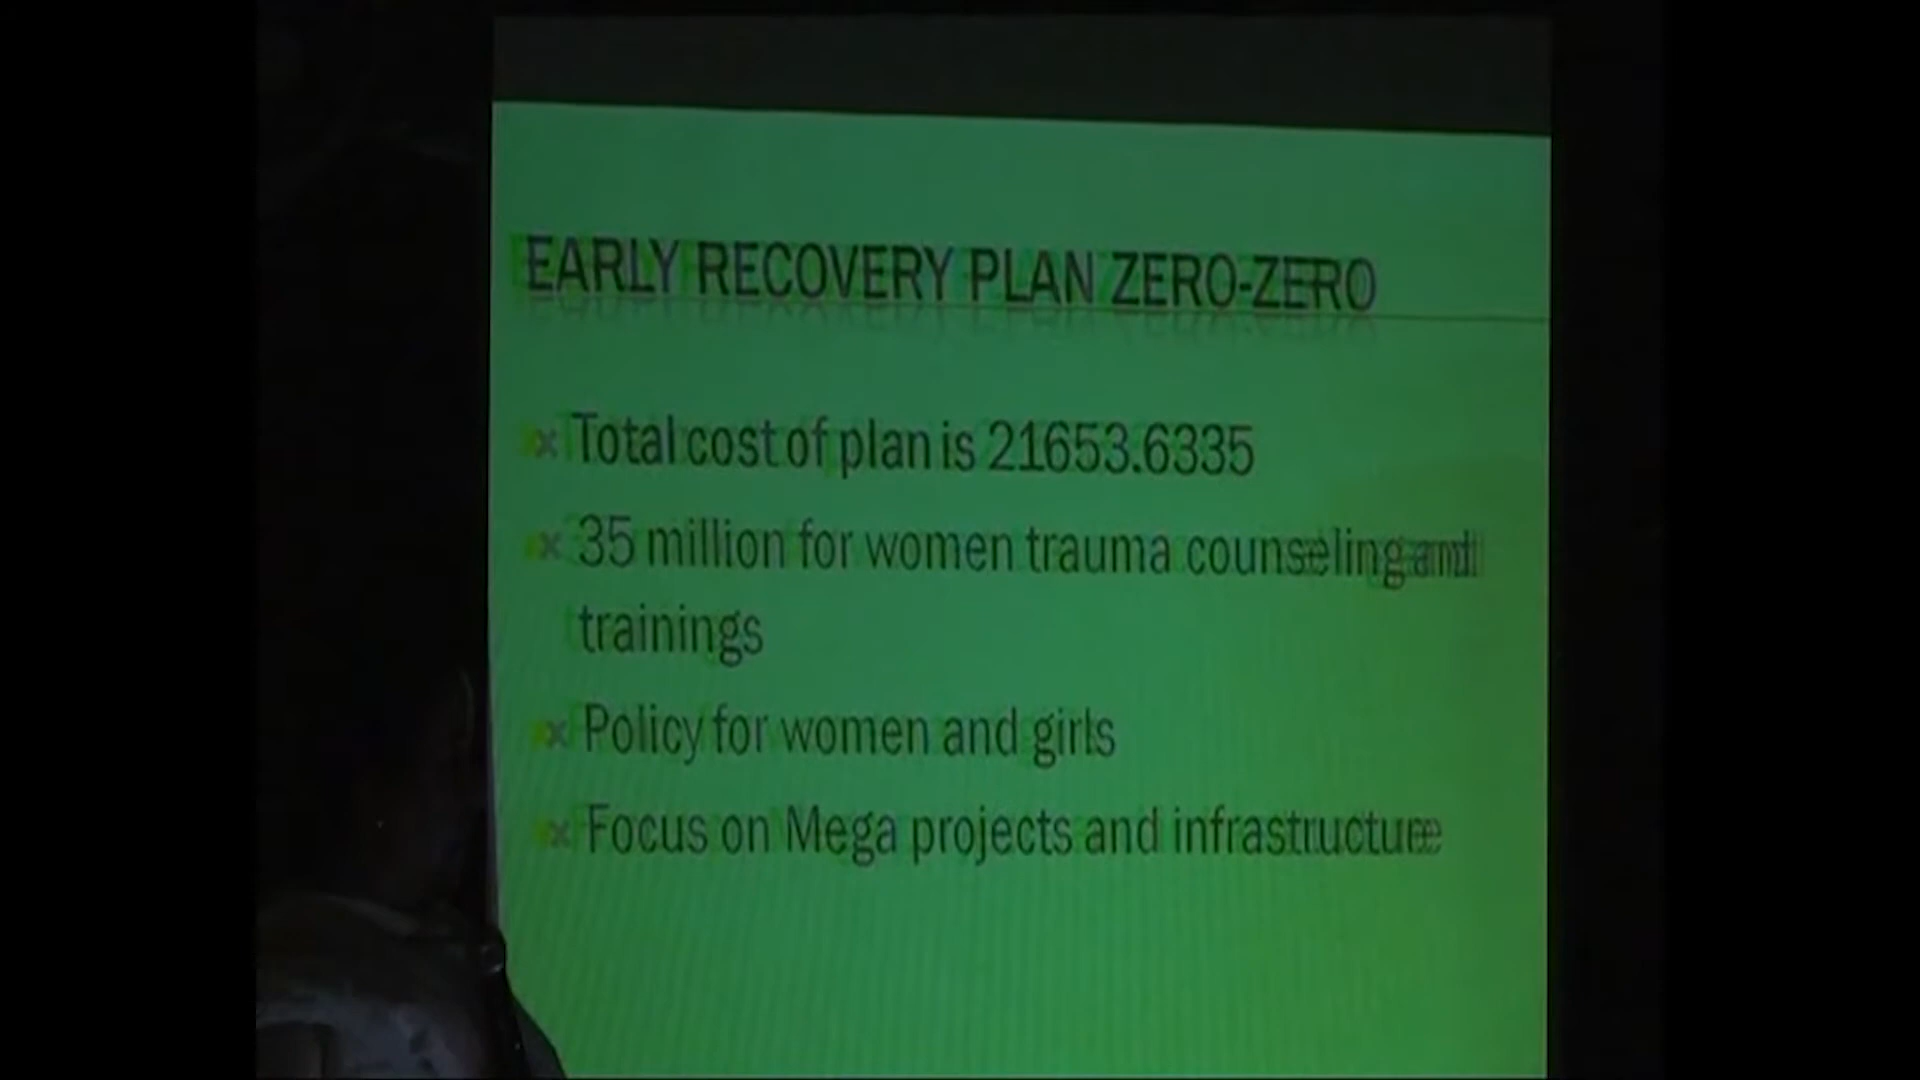 EARLY RECOVERY PLAN ZERO-ZERO
Total cost of plan is 21653.6335
35 million for women trauma counseling and
trainings
Policy for women and girls
Focus on Mega projects and infrastructure